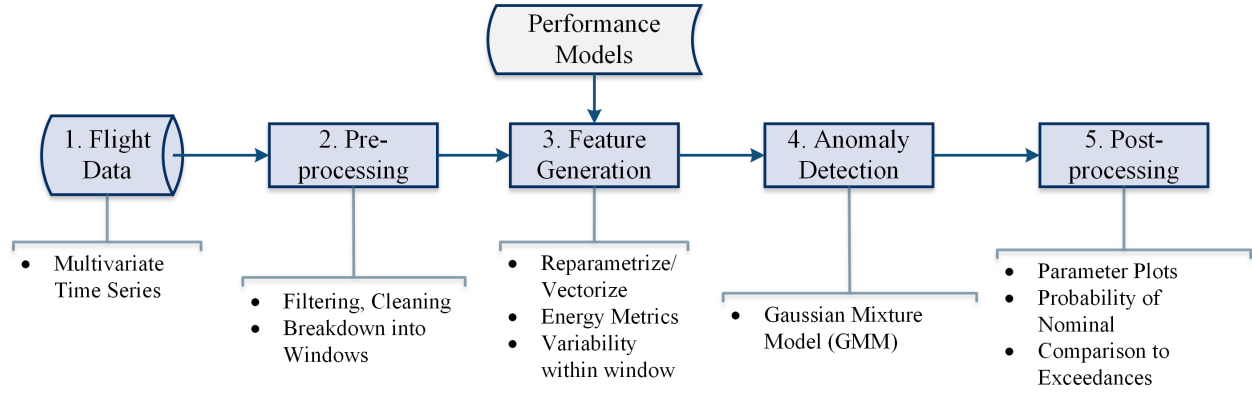 Performance
Models
1. Flight
Data
2. Pre-
processing
3. Feature
Generation
4. Anomaly
Detection
5. Post-
processing
• Multivariate
Time Series
• Filtering, Cleaning
• Breakdown into
Windows
• Reparametrize/
Vectorize
• Energy Metrics
• Variability
within window
• Gaussian Mixture
Model (GMM)
• Parameter Plots
• Probability of
Nominal
• Comparison to
Exceedances